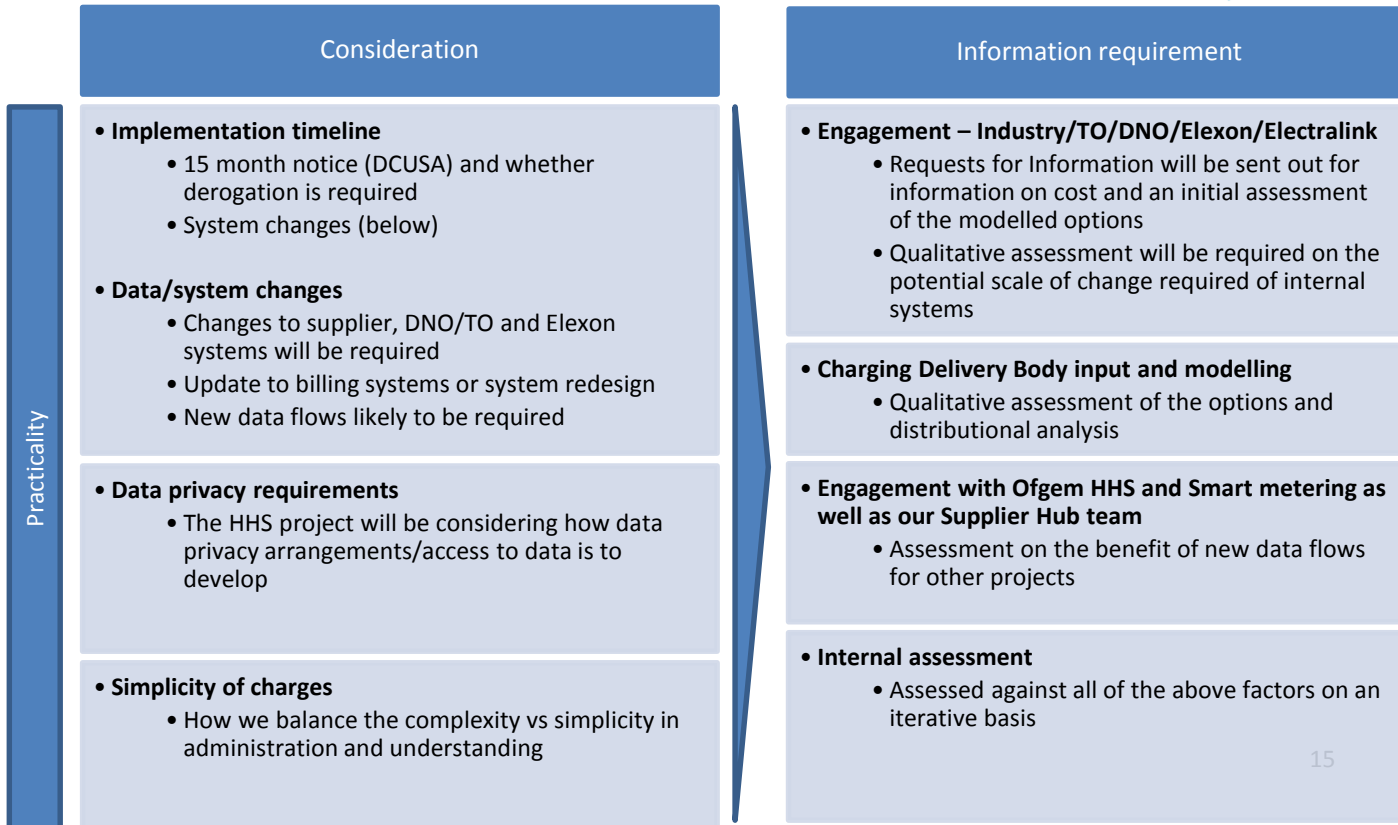 Consideration
Information requirement
Practicality
• Implementation timeline
• 15 month notice (DCUSA) and whether
derogation is required
• System changes (below)
• Data/system changes
• Changes to supplier, DNO/TO and Elexon
systems will be required
• Update to billing systems or system redesign
• New data flows likely to be required
• Data privacy requirements
• The HHS project will be considering how data
privacy arrangements/access to data is to
develop
• Simplicity of charges
• How we balance the complexity vs simplicity in
administration and understanding
• Engagement – Industry/TO/DNO/Elexon/Electralink
• Requests for Information will be sent out for
information on cost and an initial assessment
of the modelled options
• Qualitative assessment will be required on the
potential scale of change required of internal
systems
• Charging Delivery Body input and modelling
• Qualitative assessment of the options and
distributional analysis
• Engagement with Ofgem HHS and Smart metering as
well as our Supplier Hub team
• Assessment on the benefit of new data flows
for other projects
• Internal assessment
• Assessed against all of the above factors on an
iterative basis
15